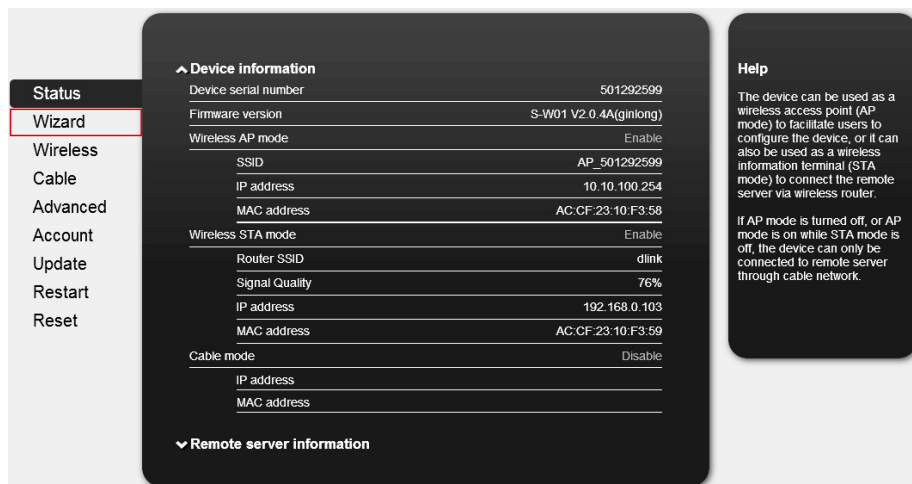 Status
Wizard
Wireless
Cable
Advanced
Account
Update
Restart
Reset
Device information
Device serial number 501292599
Firmware version S-W01 V2.0.4A(ginlong)
Wireless AP mode Enable
SSID AP_501292599
IP address 10.10.100.254
MAC address AC:CF:23:10:F3:58
Wireless STA mode Enable
Router SSID dlink
Signal Quality 76%
IP address 192.168.0.103
MAC address AC:CF:23:10:F3:59
Cable mode Disable
IP address
MAC address
Remote server information
Help
The device can be used as a
wireless access point (AP
mode) to facilitate users to
configure the device, or it can
also be used as a wireless
information terminal (STA
mode) to connect the remote
server via wireless router.
If AP mode is turned off, or AP
mode is on while STA mode is
off, the device can only be
connected to remote server
through cable network.